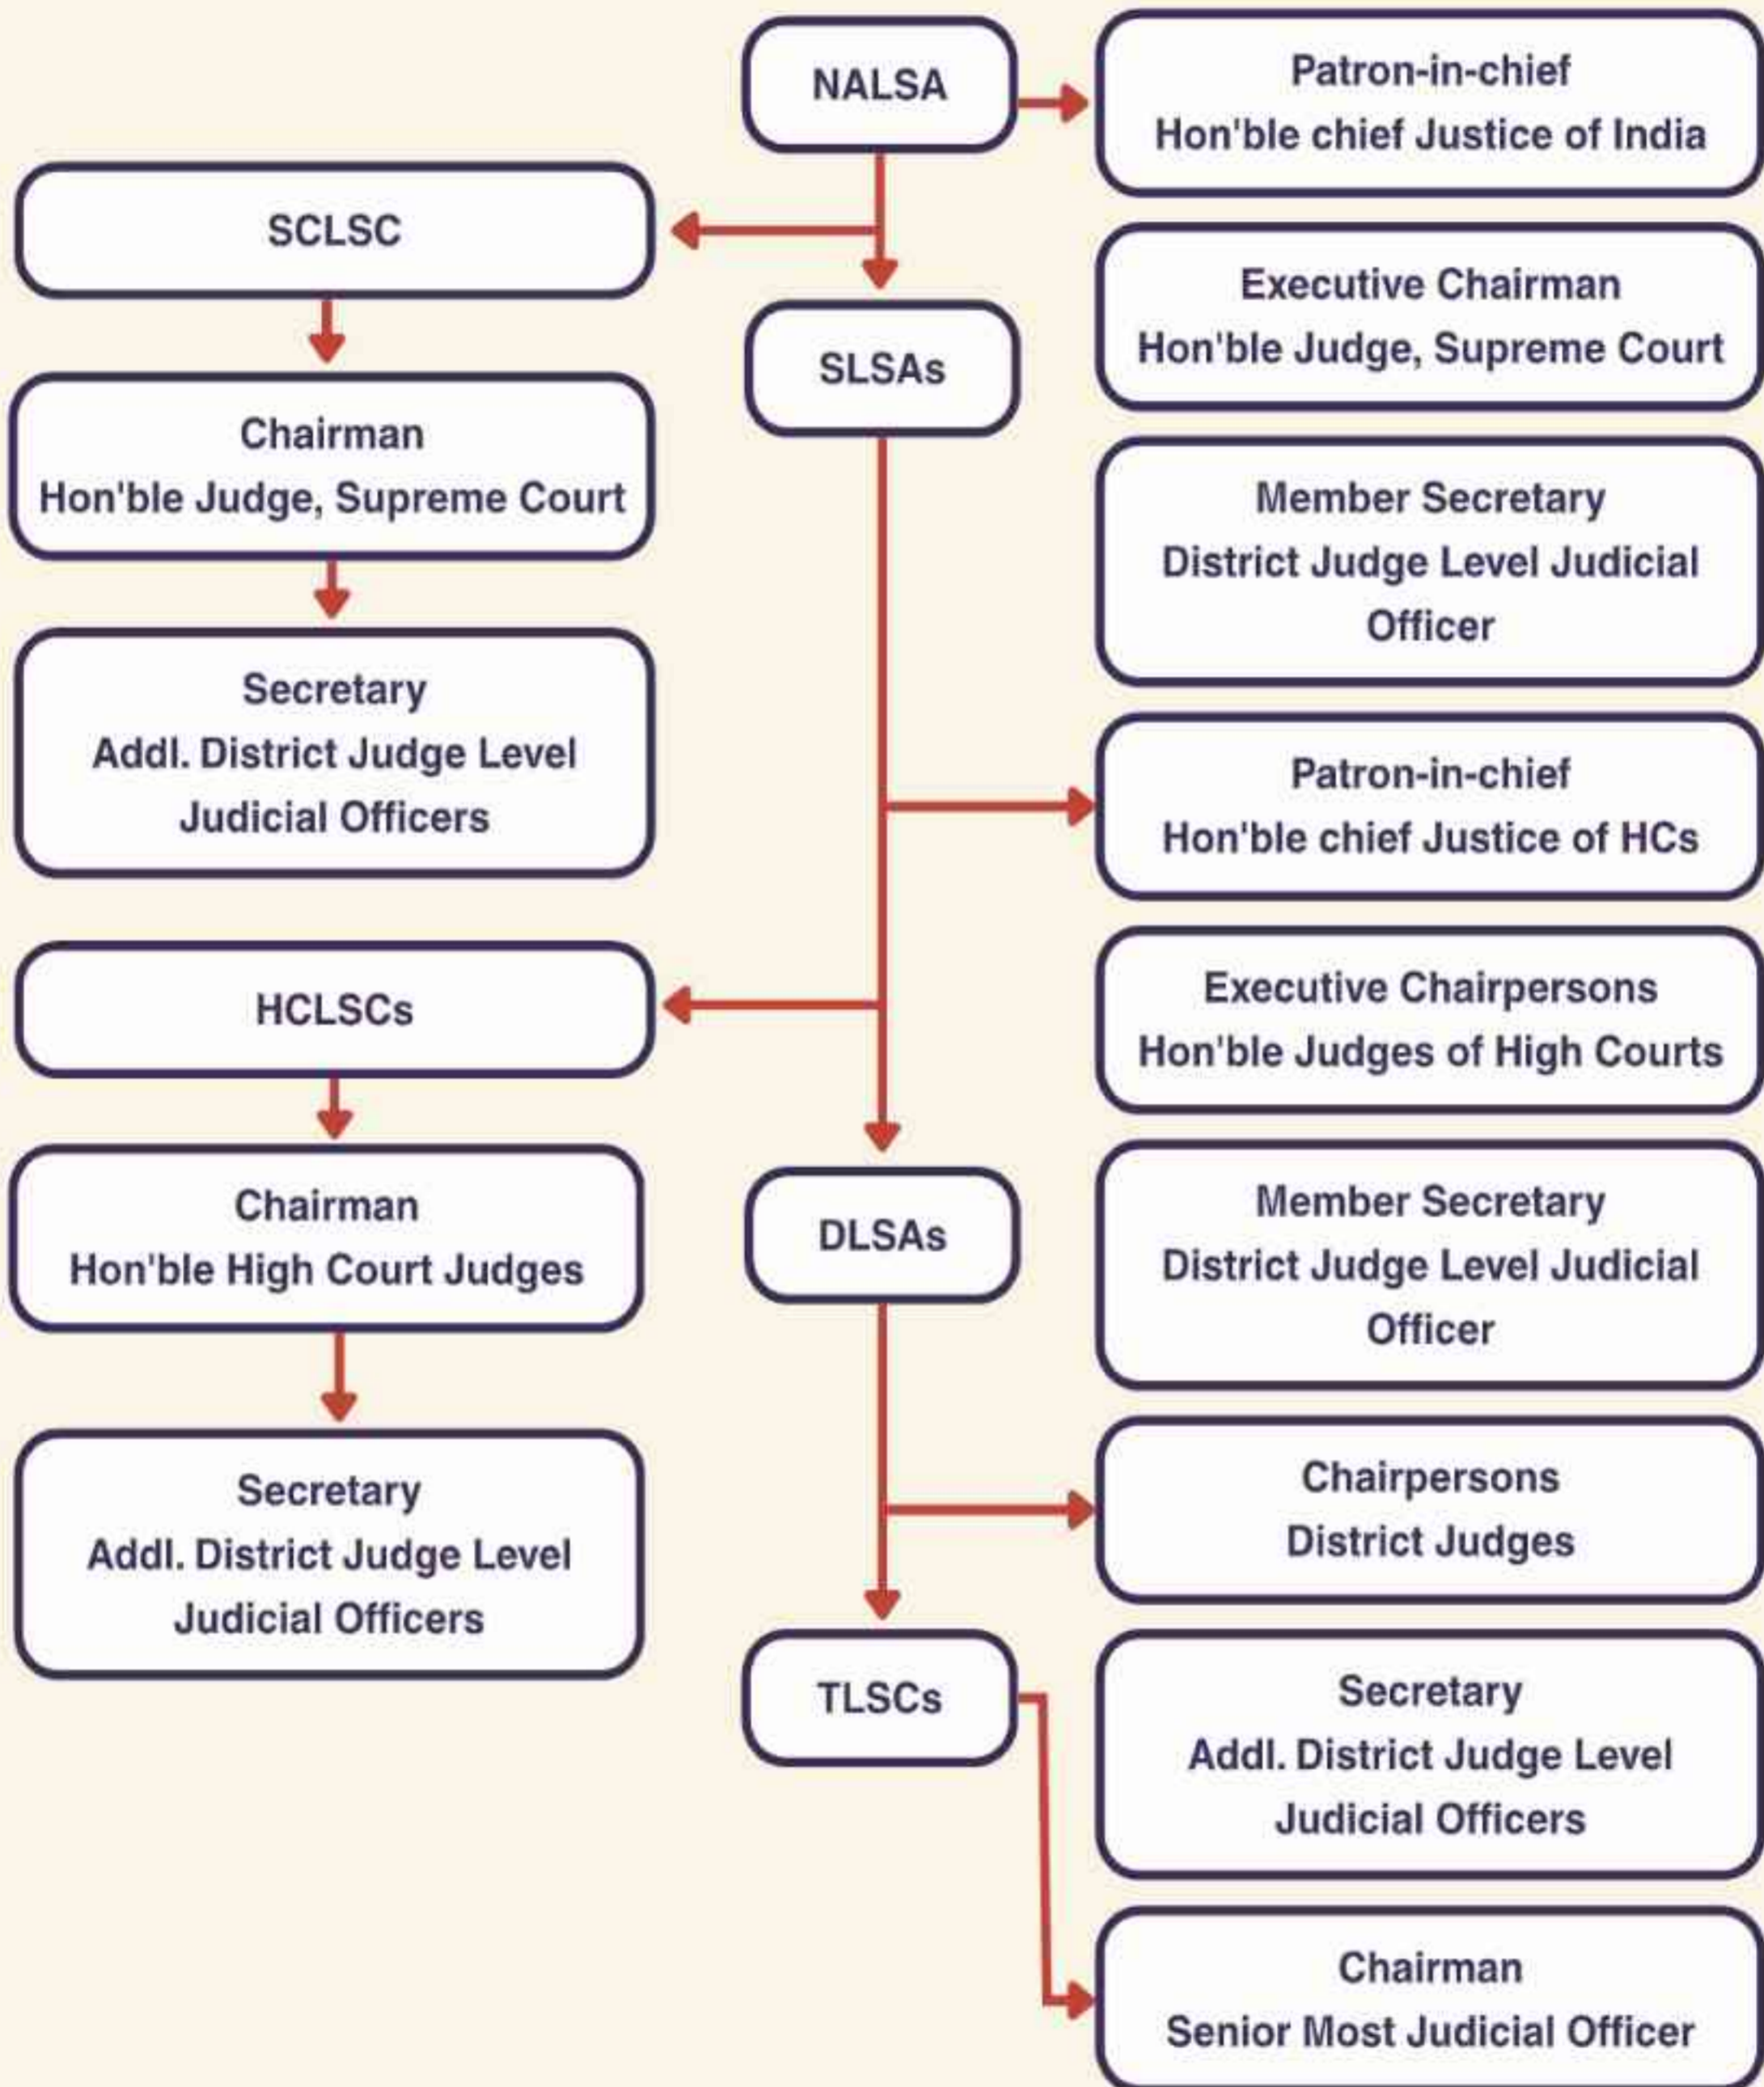 NALSA
Patron-in-chief
Hon'ble chief Justice of India
SCLSC
Executive Chairman
Hon'ble Judge, Supreme Court
SLSAs
Chairman
Hon'ble Judge, Supreme Court
Member Secretary
District Judge Level Judicial
Officer
Secretary
Addl. District Judge Level
Judicial Officers
Patron-in-chief
Hon'ble chief Justice of HCs
HCLSCs
Executive Chairpersons
Hon'ble Judges of High Courts
Chairman
Hon'ble High Court Judges
DLSAs
Member Secretary
District Judge Level Judicial
Officer
Secretary
Addl. District Judge Level
Judicial Officers
Chairpersons
District Judges
TLSCs
Secretary
Addl. District Judge Level
Judicial Officers
Chairman
Senior Most Judicial Officer